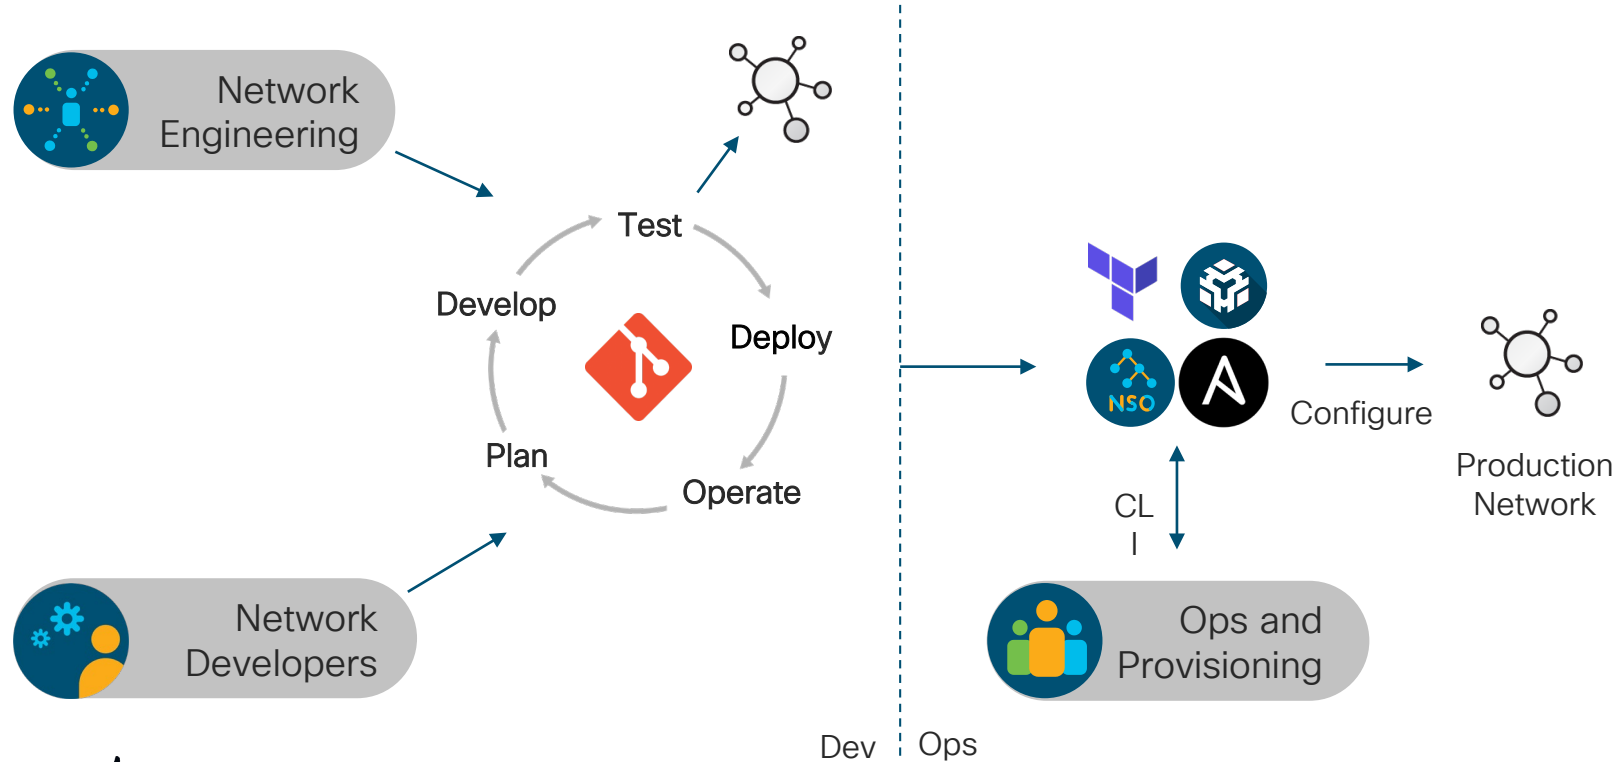 Network
Engineering
Test
Develop
Deploy
Plan
Operate
Network
Developers
Dev
NSO
Configure
Production
Network
CL
I
Ops and
Provisioning
Ops